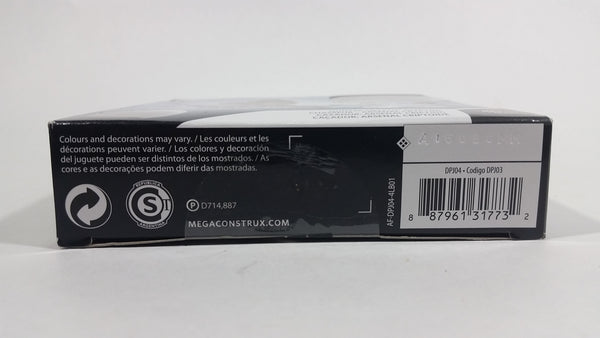 Colours and decorations may vary. / Les couleurs et les
décorations peuvent varier. / Los colores y decoración
del juguete pueden ser distintos de los mostrados. / As
cores e as decorações podem diferir das mostradas.
REPUBLICA
S
ARGENTINA
P D714,887
MEGACONSTRUX.COM
AF-DPJ04-4LB01
DPJ04 • Codigo DPJ03
8 87961 31773 2